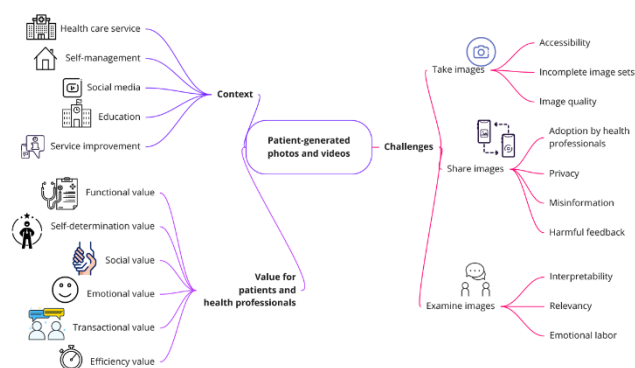 Health care service
Self-management
Social media
Education
Service improvement
Context
Functional value
Self-determination value
Social value
Emotional value
Transactional value
Efficiency value
Value for
patients and
health professionals
Patient-generated
photos and videos
Challenges
Take images
Accessibility
Incomplete image sets
Image quality
Share images
Adoption by health
professionals
Privacy
Misinformation
Harmful feedback
Examine images
Interpretability
Relevancy
Emotional labor